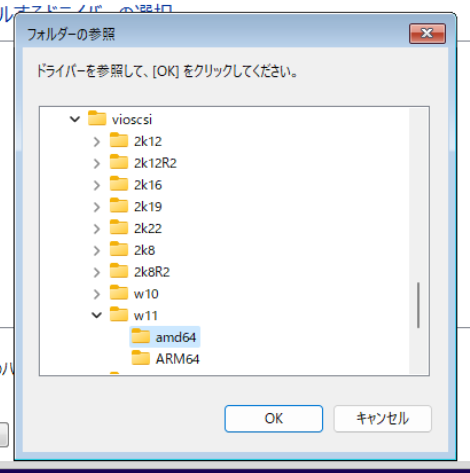 フォルダーの参照
ドライバーを参照して、[OK] をクリックしてください。
vioscsi
2k12
2k12R2
2k16
2k19
2k22
2k8
2k8R2
w10
w11
amd64
ARM64
OK
キャンセル